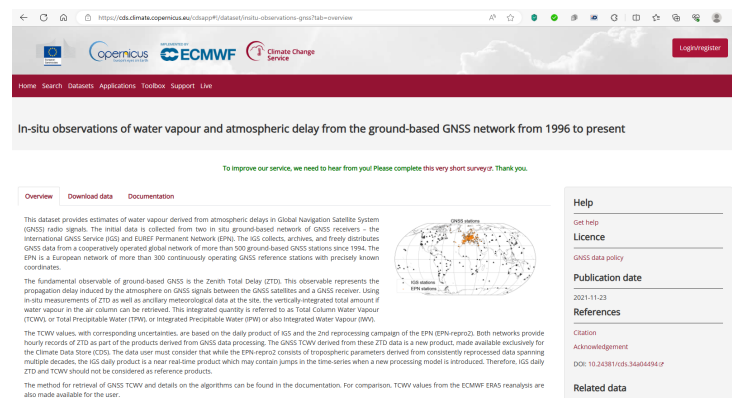 https://cds.climate.copernicus.eu/cdsapp#!/dataset/insitu-observations-gnss?tab=overview
opernicus
IMPLEMENTED BY
ECMWF
Climate Change
Service
Login/register
Home Search Datasets Applications Toolbox Support Live
In-situ observations of water vapour and atmospheric delay from the ground-based GNSS network from 1996 to present
To improve our service, we need to hear from you! Please complete this very short survey. Thank you.
Overview
Download data
Documentation
This dataset provides estimates of water vapour derived from atmospheric delays in Global Navigation Satellite System
(GNSS) radio signals. The initial data is collected from two in situ ground-based network of GNSS receivers – the
International GNSS Service (IGS) and EUREF Permanent Network (EPN). The IGS collects, archives, and freely distributes
GNSS data from a cooperatively operated global network of more than 500 ground-based GNSS stations since 1994. The
EPN is a European network of more than 300 continuously operating GNSS reference stations with precisely known
coordinates.
The fundamental observable of ground-based GNSS is the Zenith Total Delay (ZTD). This observable represents the
propagation delay induced by the atmosphere on GNSS signals between the GNSS satellites and a GNSS receiver. Using
in-situ measurements of ZTD as well as ancillary meteorological data at the site, the vertically-integrated total amount if
water vapour in the air column can be retrieved. This integrated quantity is referred to as Total Column Water Vapour
(TCWV), or Total Precipitable Water (TPW), or Integrated Precipitable Water (IPW) or also Integrated Water Vapour (IWV).
GNSS stations
IGS stations
EPN stations
The TCWV values, with corresponding uncertainties, are based on the daily product of IGS and the 2nd reprocessing campaign of the EPN (EPN-repro2). Both networks provide
hourly records of ZTD as part of the products derived from GNSS data processing. The GNSS TCWV derived from these ZTD data is a new product, made available exclusively for
the Climate Data Store (CDS). The data user must consider that while the EPN-repro2 consists of tropospheric parameters derived from consistently reprocessed data spanning
multiple decades, the IGS daily product is a near real-time product which may contain jumps in the time-series when a new processing model is introduced. Therefore, IGS daily
ZTD and TCWV should not be considered as reference products.
The method for retrieval of GNSS TCWV and details on the algorithms can be found in the documentation. For comparison, TCWV values from the ECMWF ERA5 reanalysis are
also made available for the user.
Help
Get help
Licence
GNSS data policy
Publication date
2021-11-23
References
Citation
Acknowledgement
DOI: 10.24381/cds.34a04494
Related data